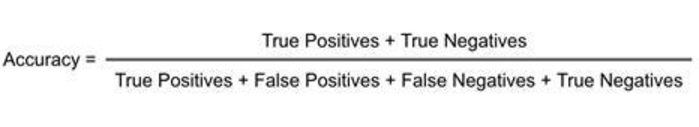 True Positives + True Negatives
Accuracy =
True Positives + False Positives + False Negatives + True Negatives